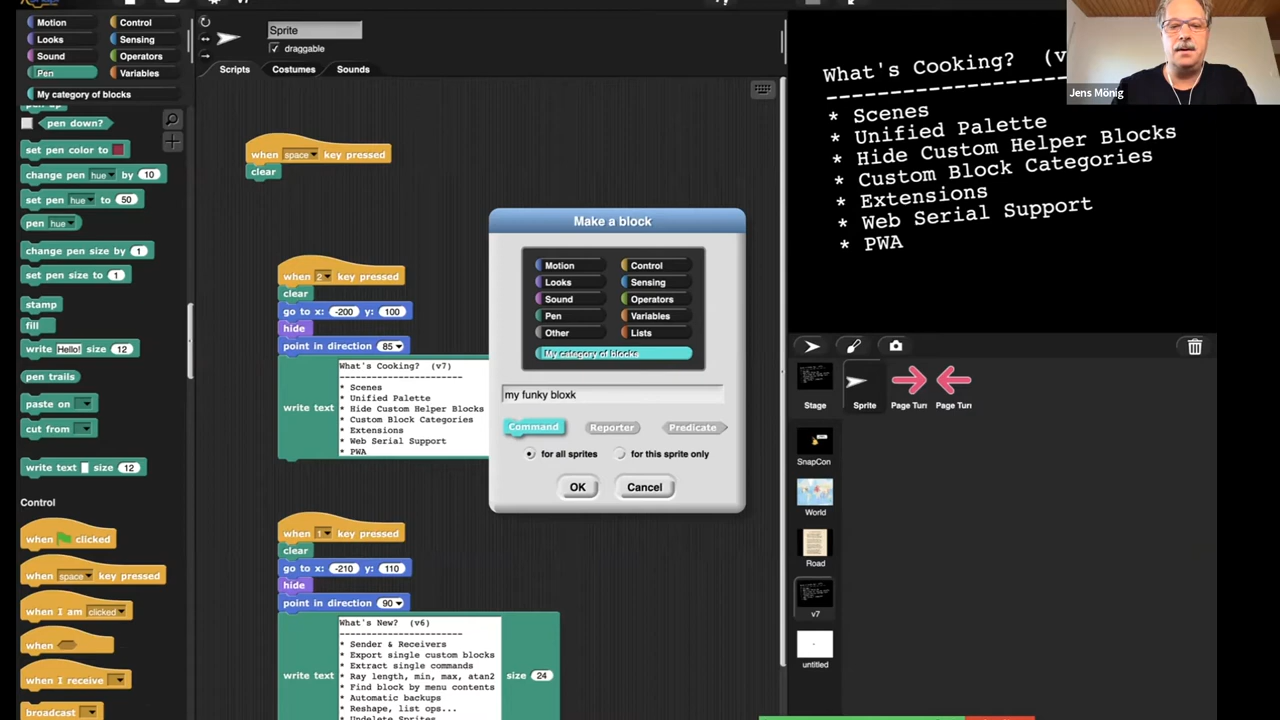 Motion
Control
Looks
Sensing
Sound
Operators
Pen
Variables
My category of blocks
pen down?
set pen color to
change pen hue by 10
set pen hue to 50
pen hue
change pen size by 1
set pen size to 1
stamp
fill
write Hello! size 12
pen trails
paste on
cut from
write text size 12
Control
when clicked
when space key pressed
when I am clicked
when
when I receive
broadcast
Sprite
draggable
Scripts
Costumes
Sounds
when space key pressed
clear
when 2 key pressed
clear
go to x: -200 y: 100
hide
point in direction 85
write text
What's Cooking? (v7)
-----------------------
* Scenes
* Unified Palette
* Hide Custom Helper Blocks
* Custom Block Categories
* Extensions
* Web Serial Support
* PWA
when 1 key pressed
clear
go to x: -210 y: 110
hide
point in direction 90
write text
What's New? (v6)
-----------------------
* Sender & Receivers
* Export single custom blocks
* Extract single commands
* Ray length, min, max, atan2
* Find block by menu contents
* Automatic backups
* Reshape, list ops...
* Undelete Sprites
size 24
Make a block
Motion
Control
Looks
Sensing
Sound
Operators
Pen
Variables
Other
Lists
My category of blocks
my funky bloxk
Command
Reporter
Predicate
for all sprites
for this sprite only
OK
Cancel
What's Cooking? (v
* Scenes
* Unified Palette
* Hide Custom Helper Blocks
* Custom Block Categories
* Extensions
* Web Serial Support
* PWA
Jens Mönig
Stage
Sprite
Page Turn
Page Turn
SnapCon
World
Road
v7
untitled